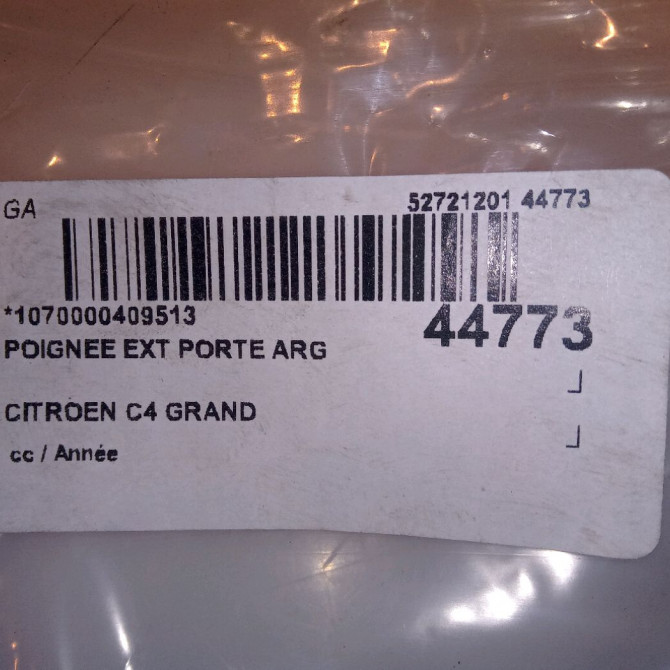 GA 52721201 44773
*1070000409513 44773
POIGNEE EXT PORTE ARG
CITROEN C4 GRAND
cc / Année